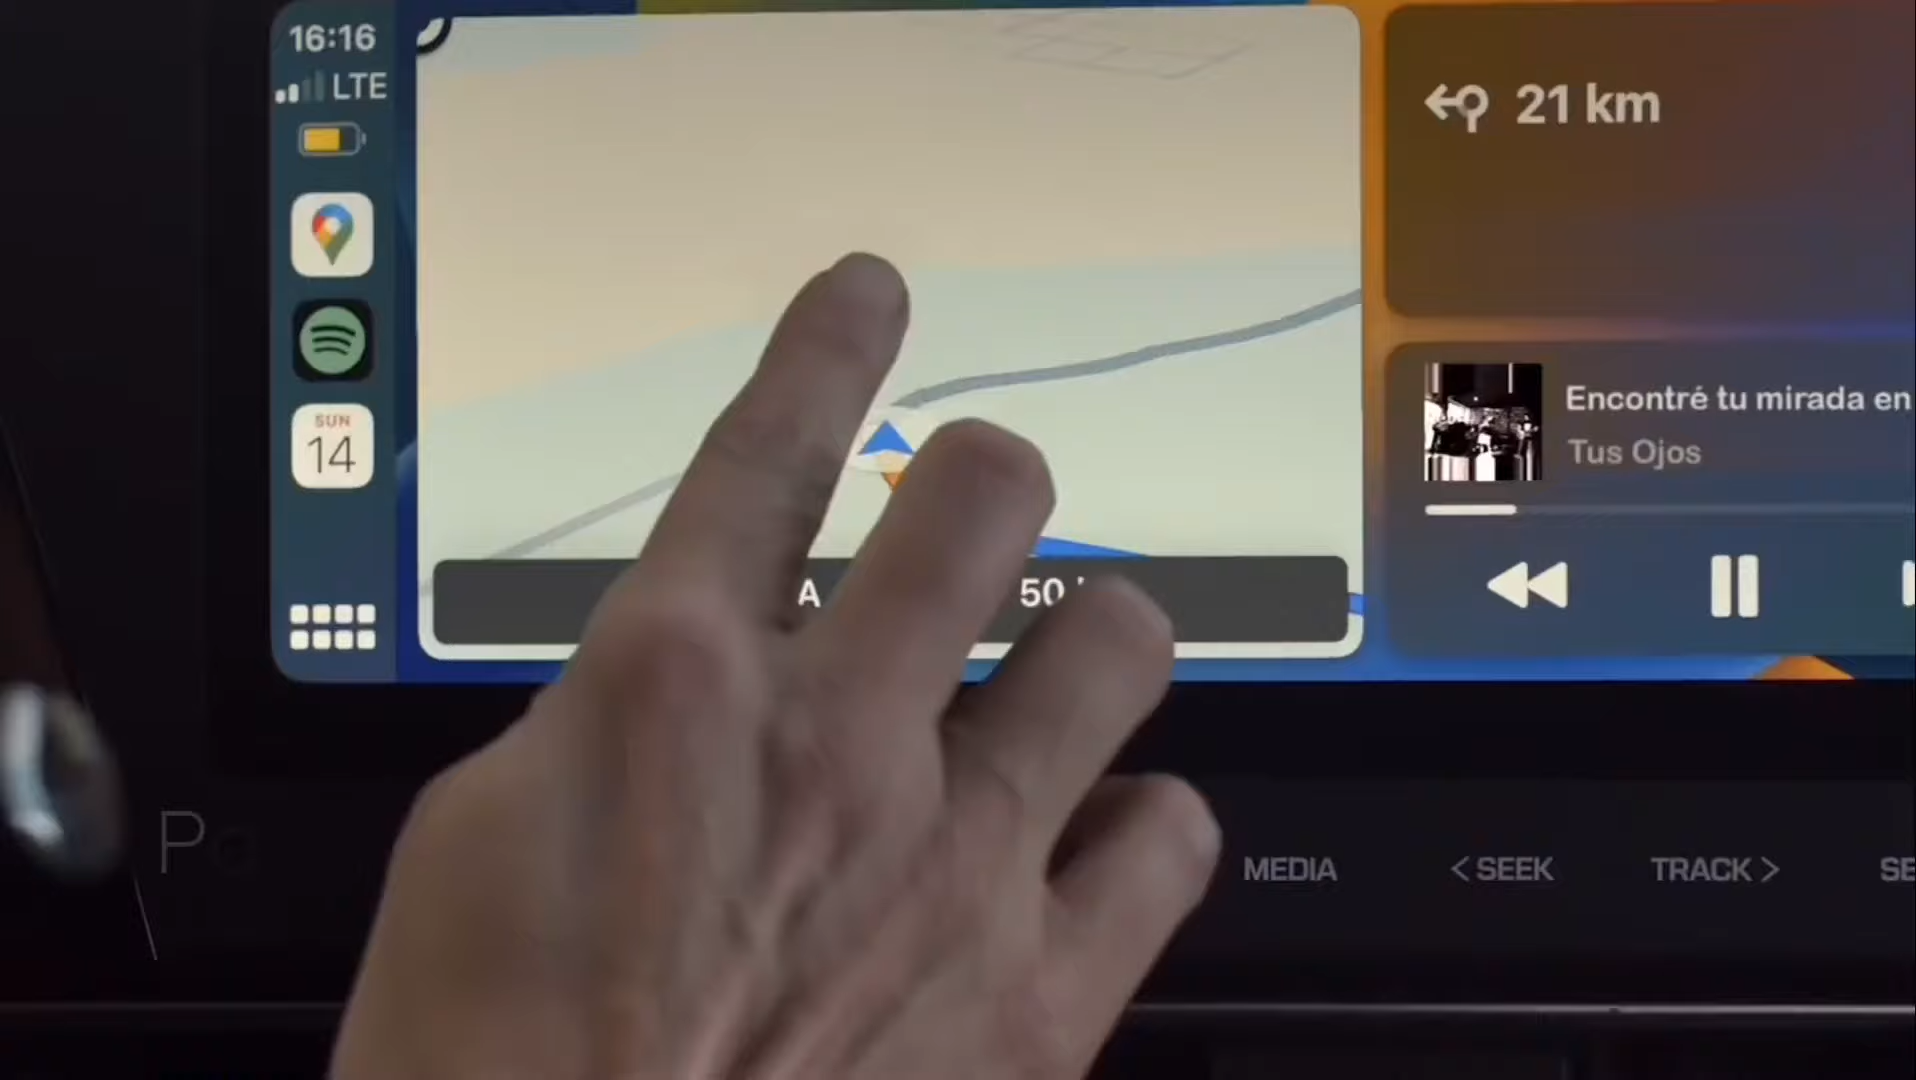 16:16
LTE
21 km
Encontré tu mirada en
Tus Ojos
SUN
14
A
50
P
MEDIA
< SEEK
TRACK >